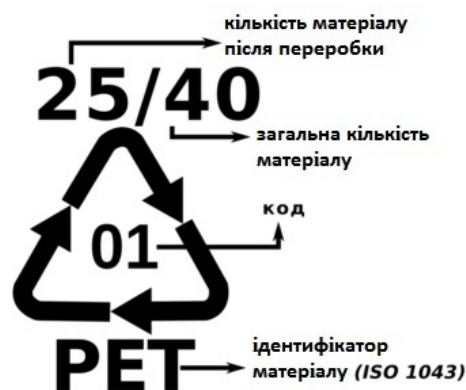 кількість матеріалу
після переробки
25/40
загальна кількість
матеріалу
код
01
PET
ідентифікатор
матеріалу (ISO 1043)